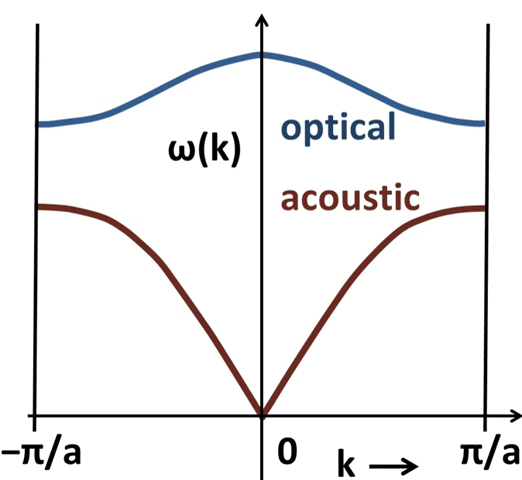 optical
ω(k)
acoustic
−π/a
0
k →
π/a